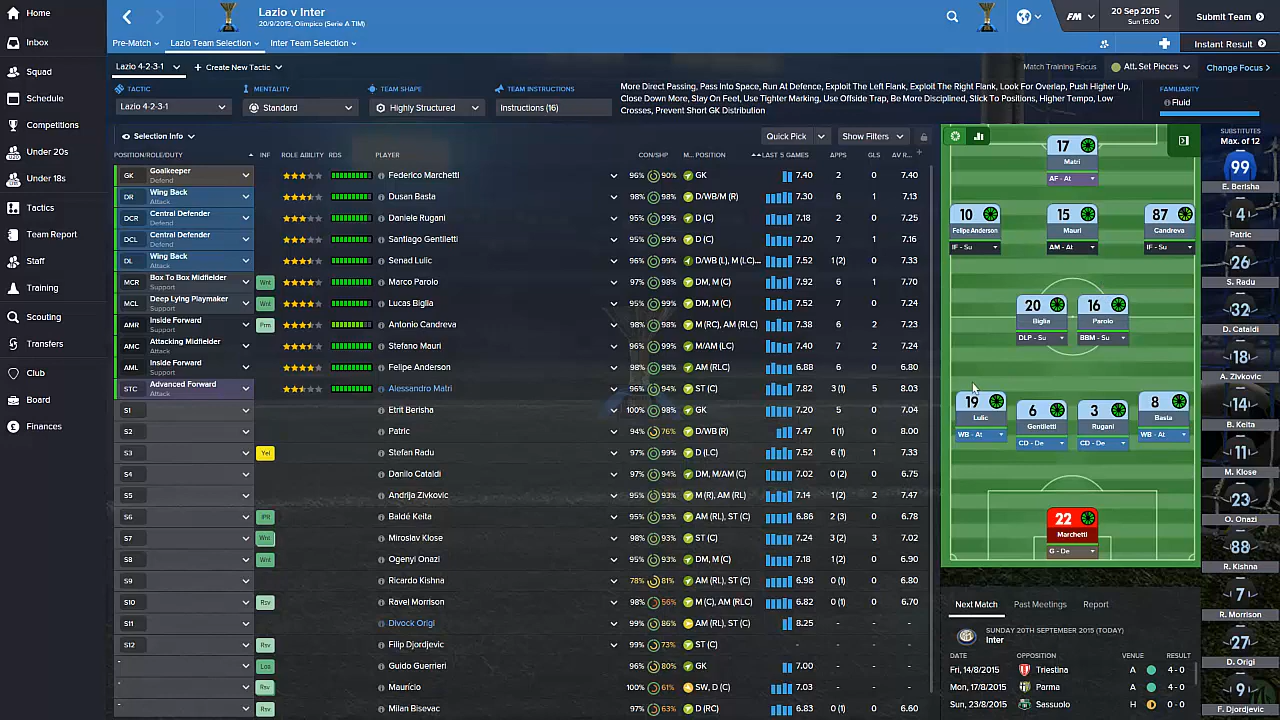 Home
Inbox
Squad
Schedule
Competitions
Under 20s
Under 18s
Tactics
Team Report
Staff
Training
Scouting
Transfers
Club
Board
Finances
Lazio v Inter
20/9/2015, Olimpico (Serie A TIM)
FM
20 Sep 2015
Sun 15:00
Submit Team
Pre-Match Lazio Team Selection Inter Team Selection
Instant Result
Lazio 4-2-3-1 + Create New Tactic
Match Training Focus Att. Set Pieces Change Focus
TACTIC MENTALITY TEAM SHAPE TEAM INSTRUCTIONS
Lazio 4-2-3-1 Standard Highly Structured Instructions (16)
More Direct Passing, Pass Into Space, Run At Defence, Exploit The Left Flank, Exploit The Right Flank, Look For Overlap, Push Higher Up,
Close Down More, Stay On Feet, Use Tighter Marking, Use Offside Trap, Be More Disciplined, Stick To Positions, Higher Tempo, Low
Crosses, Prevent Short GK Distribution
FAMILIARITY
Fluid
Selection Info Quick Pick Show Filters
POSITION/ROLE/DUTY INF ROLE ABILITY RDS PLAYER CON/SHP M... POSITION LAST 5 GAMES APPS GLS AV R...
GK Goalkeeper Defend Federico Marchetti 96% 90% GK 7.40 2 0 7.40
DR Wing Back Attack Dusan Basta 98% 98% D/WB/M (R) 7.30 6 1 7.13
DCR Central Defender Defend Daniele Rugani 96% 99% D (C) 7.18 2 0 7.25
DCL Central Defender Defend Santiago Gentiletti 95% 99% D (C) 7.20 7 1 7.16
DL Wing Back Attack Senad Lulic 96% 99% D/WB (L), M (LC)... 7.52 1 (2) 0 7.33
MCR Box To Box Midfielder Support Wnt Marco Parolo 97% 98% DM, M (C) 7.92 6 1 7.70
MCL Deep Lying Playmaker Support Wnt Lucas Biglia 95% 99% DM, M (C) 7.52 7 0 7.24
AMR Inside Forward Support Prm Antonio Candreva 98% 98% M (RC), AM (RLC) 7.38 6 2 7.23
AMC Attacking Midfielder Attack Stefano Mauri 96% 99% M/AM (LC) 7.40 7 2 7.24
AML Inside Forward Support Felipe Anderson 98% 98% AM (RLC) 6.88 6 0 6.80
STC Advanced Forward Attack Alessandro Matri 96% 94% ST (C) 7.82 3 (1) 5 8.03
S1 Etrit Berisha 100% 98% GK 7.20 5 0 7.04
S2 Patric 94% 76% D/WB (R) 7.47 1 (1) 0 8.00
S3 Yel Stefan Radu 97% 99% D (LC) 7.52 6 (1) 1 7.33
S4 Danilo Cataldi 97% 94% DM, M/AM (C) 7.02 0 (2) 0 6.75
S5 Andrija Zivkovic 95% 93% M (R), AM (RL) 7.14 1 (2) 2 7.47
S6 IPR Baldé Keita 95% 93% AM (RL), ST (C) 6.86 2 (3) 0 6.78
S7 Wnt Miroslav Klose 98% 93% ST (C) 7.24 3 (2) 3 7.02
S8 Wnt Ogenyi Onazi 95% 93% DM, M (C) 7.18 1 (2) 0 6.90
S9 Ricardo Kishna 78% 81% AM (RL), ST (C) 6.98 0 (1) 0 6.80
S10 Rsv Ravel Morrison 98% 56% M (C), AM (RLC) 6.82 0 (1) 0 6.70
S11 Divock Origi 99% 86% AM (RL), ST (C) 8.25 - - -
S12 Rsv Filip Djordjevic 99% 73% ST (C) - - -
- Los Guido Guerrieri 96% 80% GK 7.00 - - -
- Rsv Maurício 100% 61% SW, D (C) 7.03 - - -
- Rsv Milan Bisevac 97% 63% D (RC) 6.83 0 (1) 0 6.60
17
Matri
AF - At
10 15 87
Felipe Anderson Mauri Candreva
IF - Su AM - At IF - Su
20 16
Biglia Parolo
DLP - Su BBM - Su
19 6 3 8
Lulic Gentiletti Rugani Basta
WB - At CD - De CD - De WB - At
22
Marchetti
G - De
Next Match Past Meetings Report
SUNDAY 20TH SEPTEMBER 2015 (TODAY)
Inter
DATE OPPOSITION VENUE RESULT
Fri, 14/8/2015 Triestina A 4-0
Mon, 17/8/2015 Parma A 4-0
Sun, 23/8/2015 Sassuolo H 0-0
SUBSTITUTES
Max. of 12
99
E. Berisha
4
Patric
26
S. Radu
32
D. Cataldi
18
A. Zivkovic
14
B. Keita
11
M. Klose
23
O. Onazi
88
R. Kishna
7
R. Morrison
27
D. Origi
9
F. Djordjevic